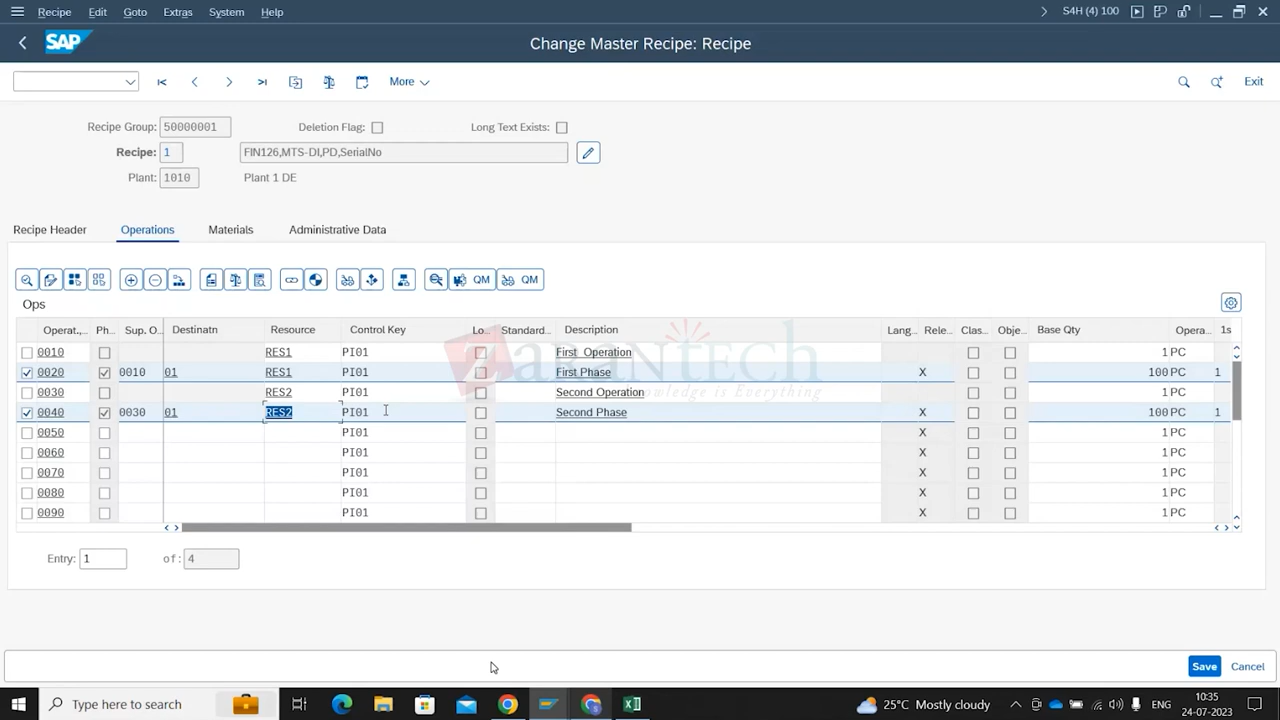 Recipe Edit Goto Extras System Help S4H (4) 100
SAP Change Master Recipe: Recipe
More Exit
Recipe Group: 50000001 Deletion Flag: Long Text Exists:
Recipe: 1 FIN126,MTS-DI,PD,SerialNo
Plant: 1010 Plant 1 DE
Recipe Header Operations Materials Administrative Data
QM QM
Ops
Operat... Ph... Sup. O... Destinatn Resource Control Key Lo... Standard... Description Lang... Rele... Clas... Obje... Base Qty Opera... 1s
0010 RES1 PI01 First Operation 1 PC
0020 0010 01 RES1 PI01 First Phase X 100 PC 1
0030 RES2 PI01 Second Operation 1 PC
0040 0030 01 RES2 PI01 Second Phase X 100 PC 1
0050 PI01 X 1 PC
0060 PI01 X 1 PC
0070 PI01 X 1 PC
0080 PI01 X 1 PC
0090 PI01 X 1 PC
ZARANTECH
knowledge is Everything
Entry: 1 of: 4
Save Cancel
Type here to search 25°C Mostly cloudy ENG 10:35
24-07-2023